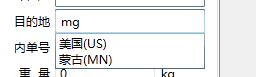 目的地 mg
美国(US)
内单号
蒙古(MN)
重 量 0 kg